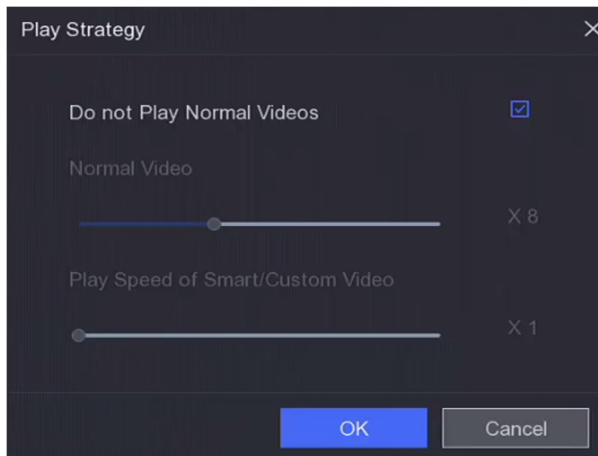 Play Strategy
Do not Play Normal Videos
Normal Video
X 8
Play Speed of Smart/Custom Video
X 1
OK
Cancel